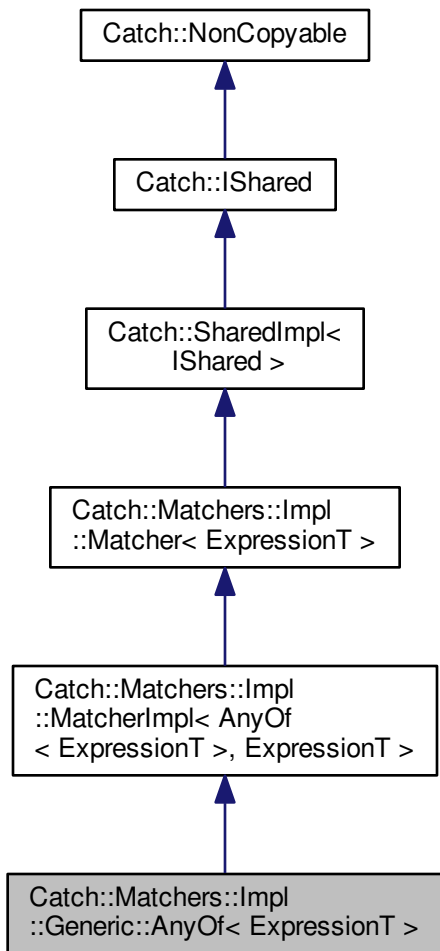 Catch::NonCopyable
Catch::IShared
Catch::SharedImpl<
IShared >
Catch::Matchers::Impl
::Matcher< ExpressionT >
Catch::Matchers::Impl
::MatcherImpl< AnyOf
< ExpressionT >, ExpressionT >
Catch::Matchers::Impl
::Generic::AnyOf< ExpressionT >